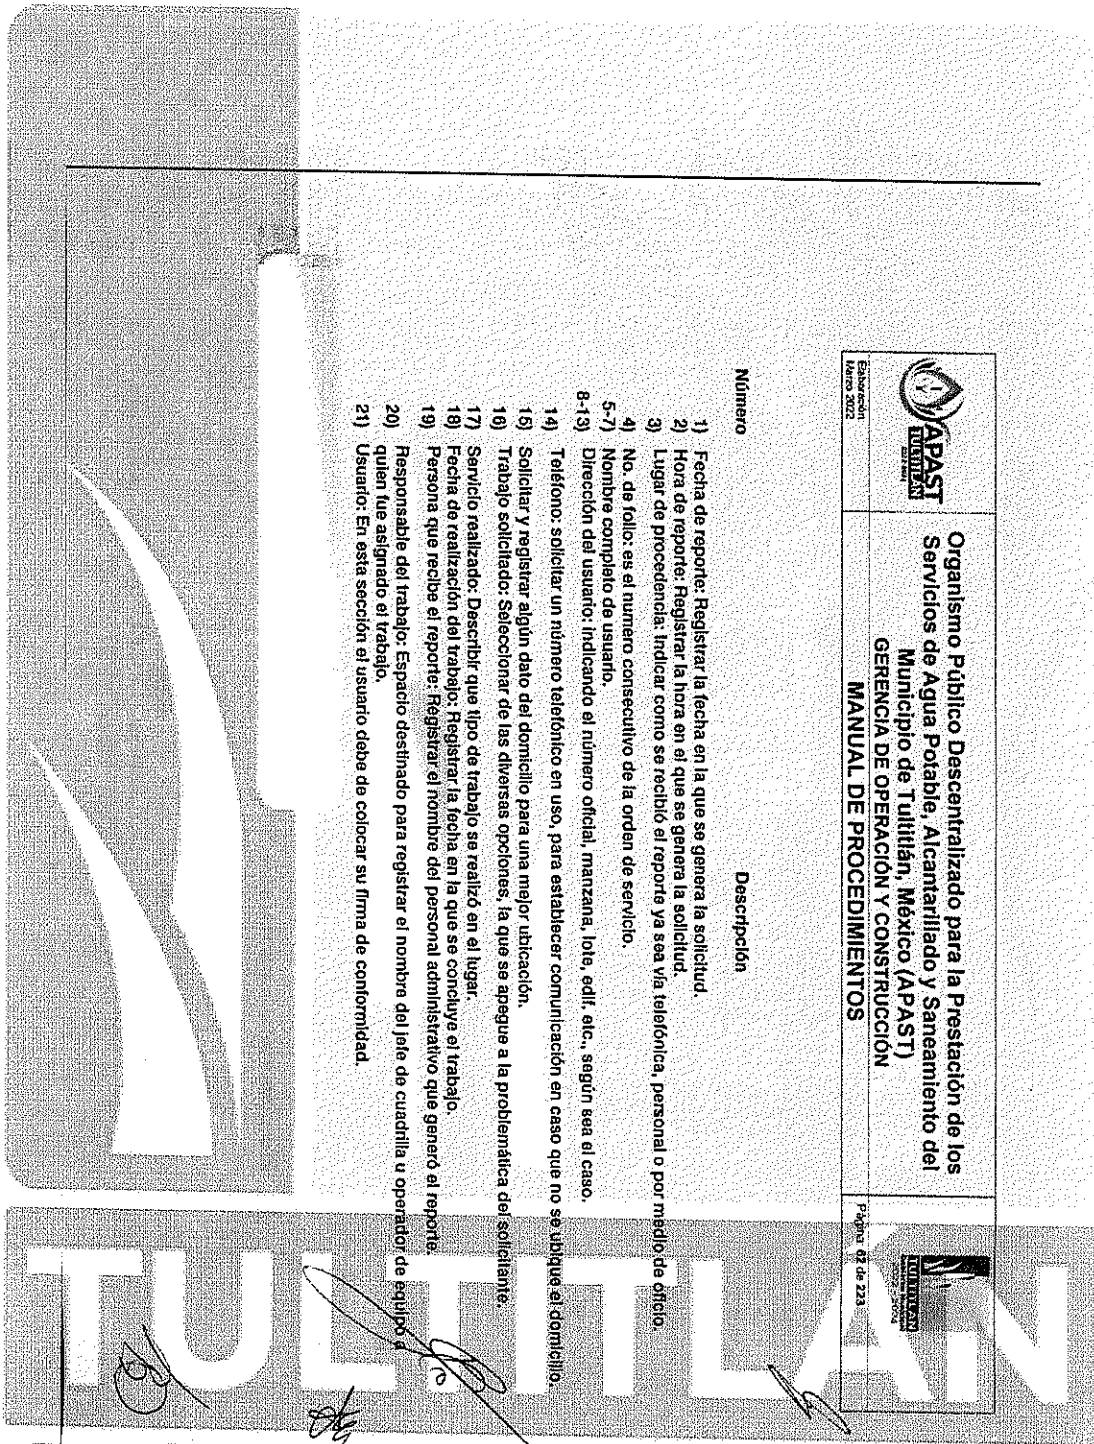 APAST
TULTITLÁN
Elaboración
Marzo 2022
Organismo Público Descentralizado para la Prestación de los
Servicios de Agua Potable, Alcantarillado y Saneamiento del
Municipio de Tultitlán, México (APAST)
GERENCIA DE OPERACIÓN Y CONSTRUCCIÓN
MANUAL DE PROCEDIMIENTOS
TULTITLÁN
Página 62 de 223
Número Descripción
1) Fecha de reporte: Registrar la fecha en la que se genera la solicitud.
2) Hora de reporte: Registrar la hora en el que se genera la solicitud.
3) Lugar de procedencia: Indicar como se recibió el reporte ya sea vía telefónica, personal o por medio de oficio.
4) No. de folio: es el numero consecutivo de la orden de servicio.
5-7) Nombre completo de usuario.
8-13) Dirección del usuario: Indicando el número oficial, manzana, lote, edif. etc., según sea el caso.
14) Teléfono: solicitar un número telefónico en uso, para establecer comunicación en caso que no se ubique el domicilio.
15) Solicitar y registrar algún dato del domicilio para una mejor ubicación.
16) Trabajo solicitado: Seleccionar de las diversas opciones, la que se apegue a la problemática del solicitante.
17) Servicio realizado: Describir que tipo de trabajo se realizó en el lugar.
18) Fecha de realización del trabajo: Registrar la fecha en la que se concluye el trabajo.
19) Persona que recibe el reporte: Registrar el nombre del personal administrativo que generó el reporte.
20) Responsable del trabajo: Espacio destinado para registrar el nombre del jefe de cuadrilla u operador de equipo a
quien fue asignado el trabajo.
21) Usuario: En esta sección el usuario debe de colocar su firma de conformidad.
TULTITLÁN